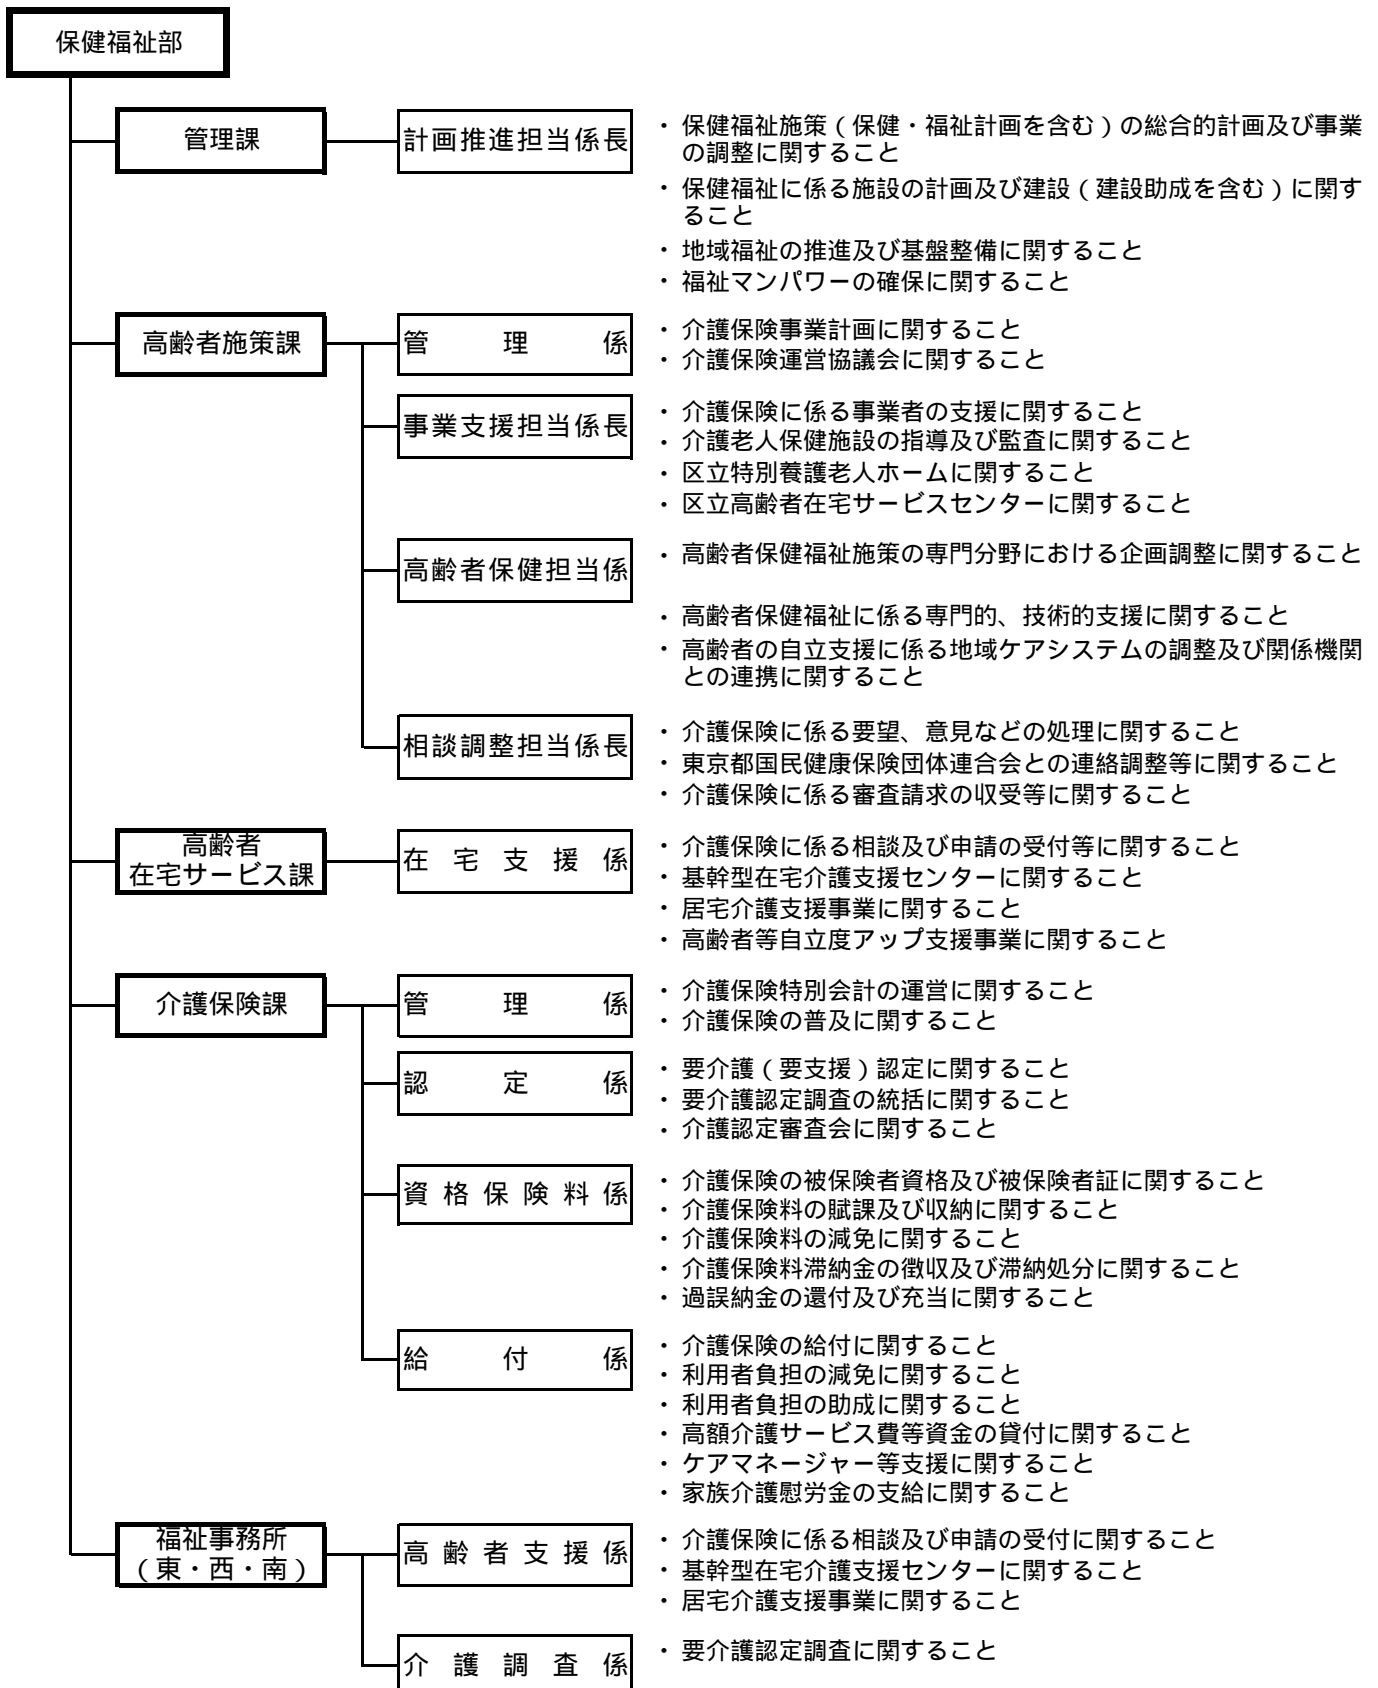 保健福祉部
管理課
計画推進担当係長
・ 保健福祉施策（保健・福祉計画を含む）の総合的計画及び事業
の調整に関すること
・ 保健福祉に係る施設の計画及び建設（建設助成を含む）に関す
ること
・ 地域福祉の推進及び基盤整備に関すること
・ 福祉マンパワーの確保に関すること
高齢者施策課
管理係
・ 介護保険事業計画に関すること
・ 介護保険運営協議会に関すること
事業支援担当係長
・ 介護保険に係る事業者の支援に関すること
・ 介護老人保健施設の指導及び監査に関すること
・ 区立特別養護老人ホームに関すること
・ 区立高齢者在宅サービスセンターに関すること
高齢者保健担当係
・ 高齢者保健福祉施策の専門分野における企画調整に関すること
・ 高齢者保健福祉に係る専門的、技術的支援に関すること
・ 高齢者の自立支援に係る地域ケアシステムの調整及び関係機関
との連携に関すること
相談調整担当係長
・ 介護保険に係る要望、意見などの処理に関すること
・ 東京都国民健康保険団体連合会との連絡調整等に関すること
・ 介護保険に係る審査請求の収受等に関すること
高齢者
在宅サービス課
在宅支援係
・ 介護保険に係る相談及び申請の受付等に関すること
・ 基幹型在宅介護支援センターに関すること
・ 居宅介護支援事業に関すること
・ 高齢者等自立度アップ支援事業に関すること
介護保険課
管理係
・ 介護保険特別会計の運営に関すること
・ 介護保険の普及に関すること
認定係
・ 要介護（要支援）認定に関すること
・ 要介護認定調査の統括に関すること
・ 介護認定審査会に関すること
資格保険料係
・ 介護保険の被保険者資格及び被保険者証に関すること
・ 介護保険料の賦課及び収納に関すること
・ 介護保険料の減免に関すること
・ 介護保険料滞納金の徴収及び滞納処分に関すること
・ 過誤納金の還付及び充当に関すること
給付係
・ 介護保険の給付に関すること
・ 利用者負担の減免に関すること
・ 利用者負担の助成に関すること
・ 高額介護サービス費等資金の貸付に関すること
・ ケアマネージャー等支援に関すること
・ 家族介護慰労金の支給に関すること
福祉事務所
（東・西・南）
高齢者支援係
・ 介護保険に係る相談及び申請の受付に関すること
・ 基幹型在宅介護支援センターに関すること
・ 居宅介護支援事業に関すること
介護調査係
・ 要介護認定調査に関すること